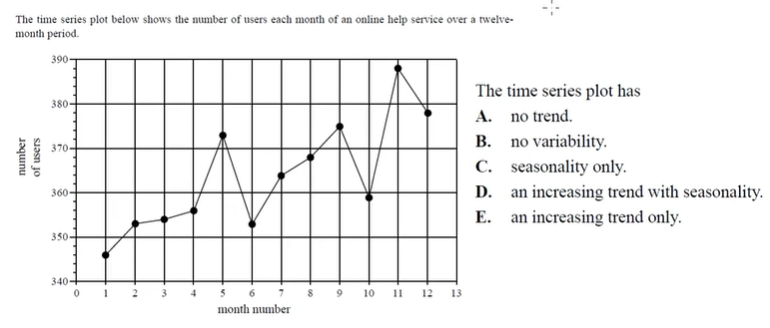 The time series plot below shows the number of users each month of an online help service over a twelve-
month period.
390
380
370
360
350
340
number
of users
0 1 2 3 4 5 6 7 8 9 10 11 12 13
month number
The time series plot has
A. no trend.
B. no variability.
C. seasonality only.
D. an increasing trend with seasonality.
E. an increasing trend only.